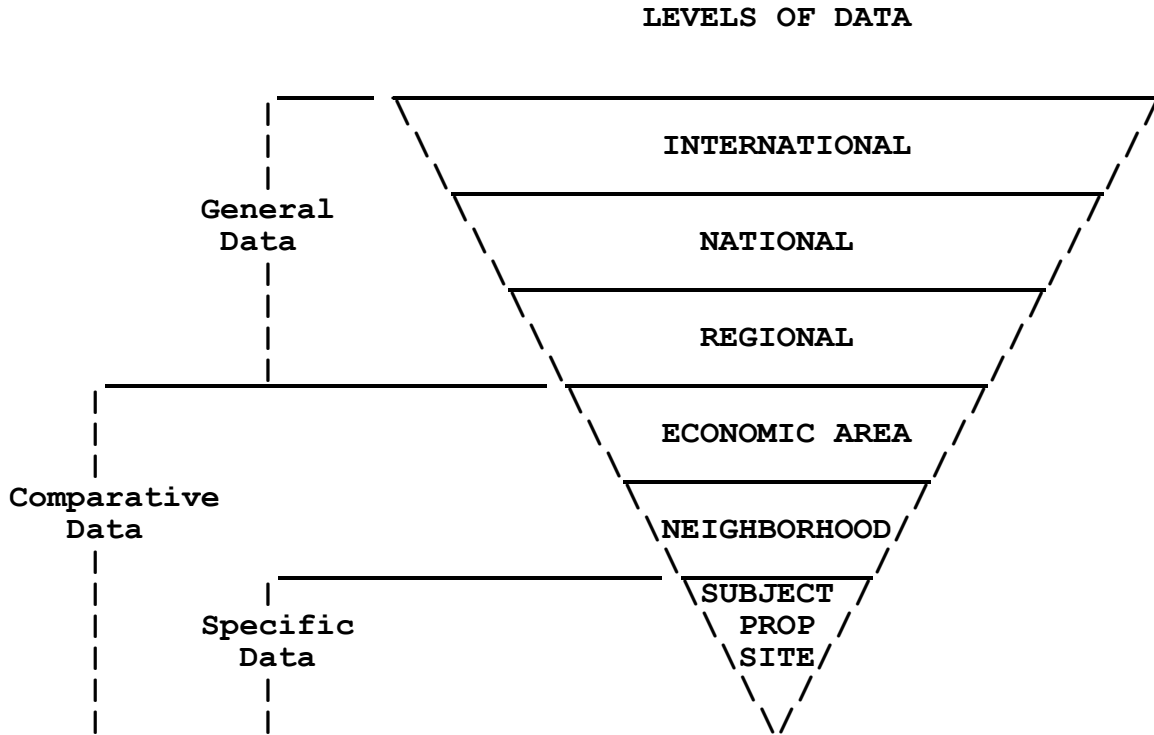 LEVELS OF DATA
INTERNATIONAL
General
Data
NATIONAL
REGIONAL
ECONOMIC AREA
Comparative
Data
NEIGHBORHOOD
Specific
Data
SUBJECT
PROP
SITE